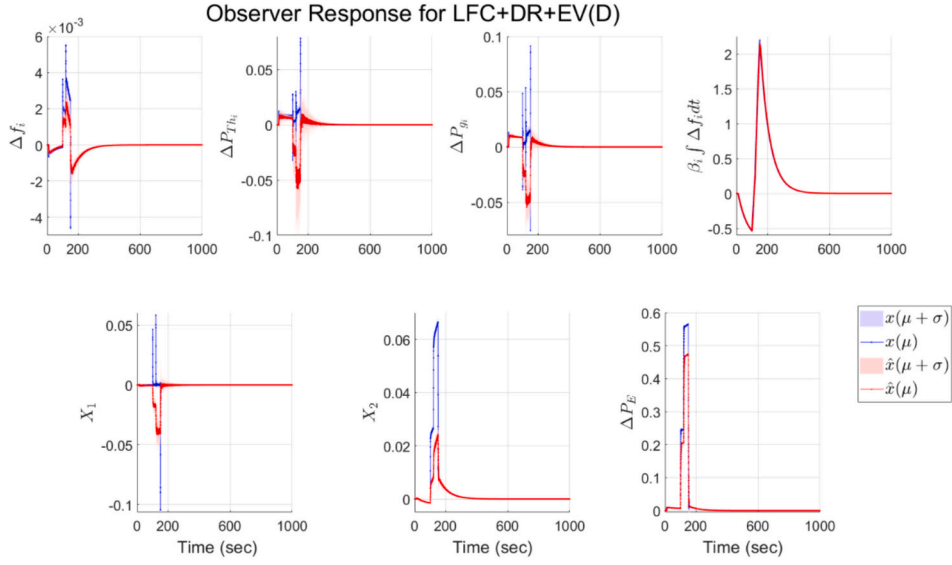 Observer Response for LFC+DR+EV(D)
×10⁻³
6
4
2
0
-2
-4
0 200 600 1000
Δf_i
0.05
0
-0.05
-0.1
0 200 600 1000
ΔP_{Th_i}
0.1
0.05
0
-0.05
0 200 600 1000
ΔP_{g_i}
2
1.5
1
0.5
0
-0.5
0 200 600 1000
β_i ∫ Δf_i dt
0.05
0
-0.05
-0.1
0 200 600 1000
X_1
Time (sec)
0.06
0.04
0.02
0
0 200 600 1000
X_2
Time (sec)
0.6
0.5
0.4
0.3
0.2
0.1
0
0 200 600 1000
ΔP_E
Time (sec)
x(μ + σ)
x(μ)
x̂(μ + σ)
x̂(μ)